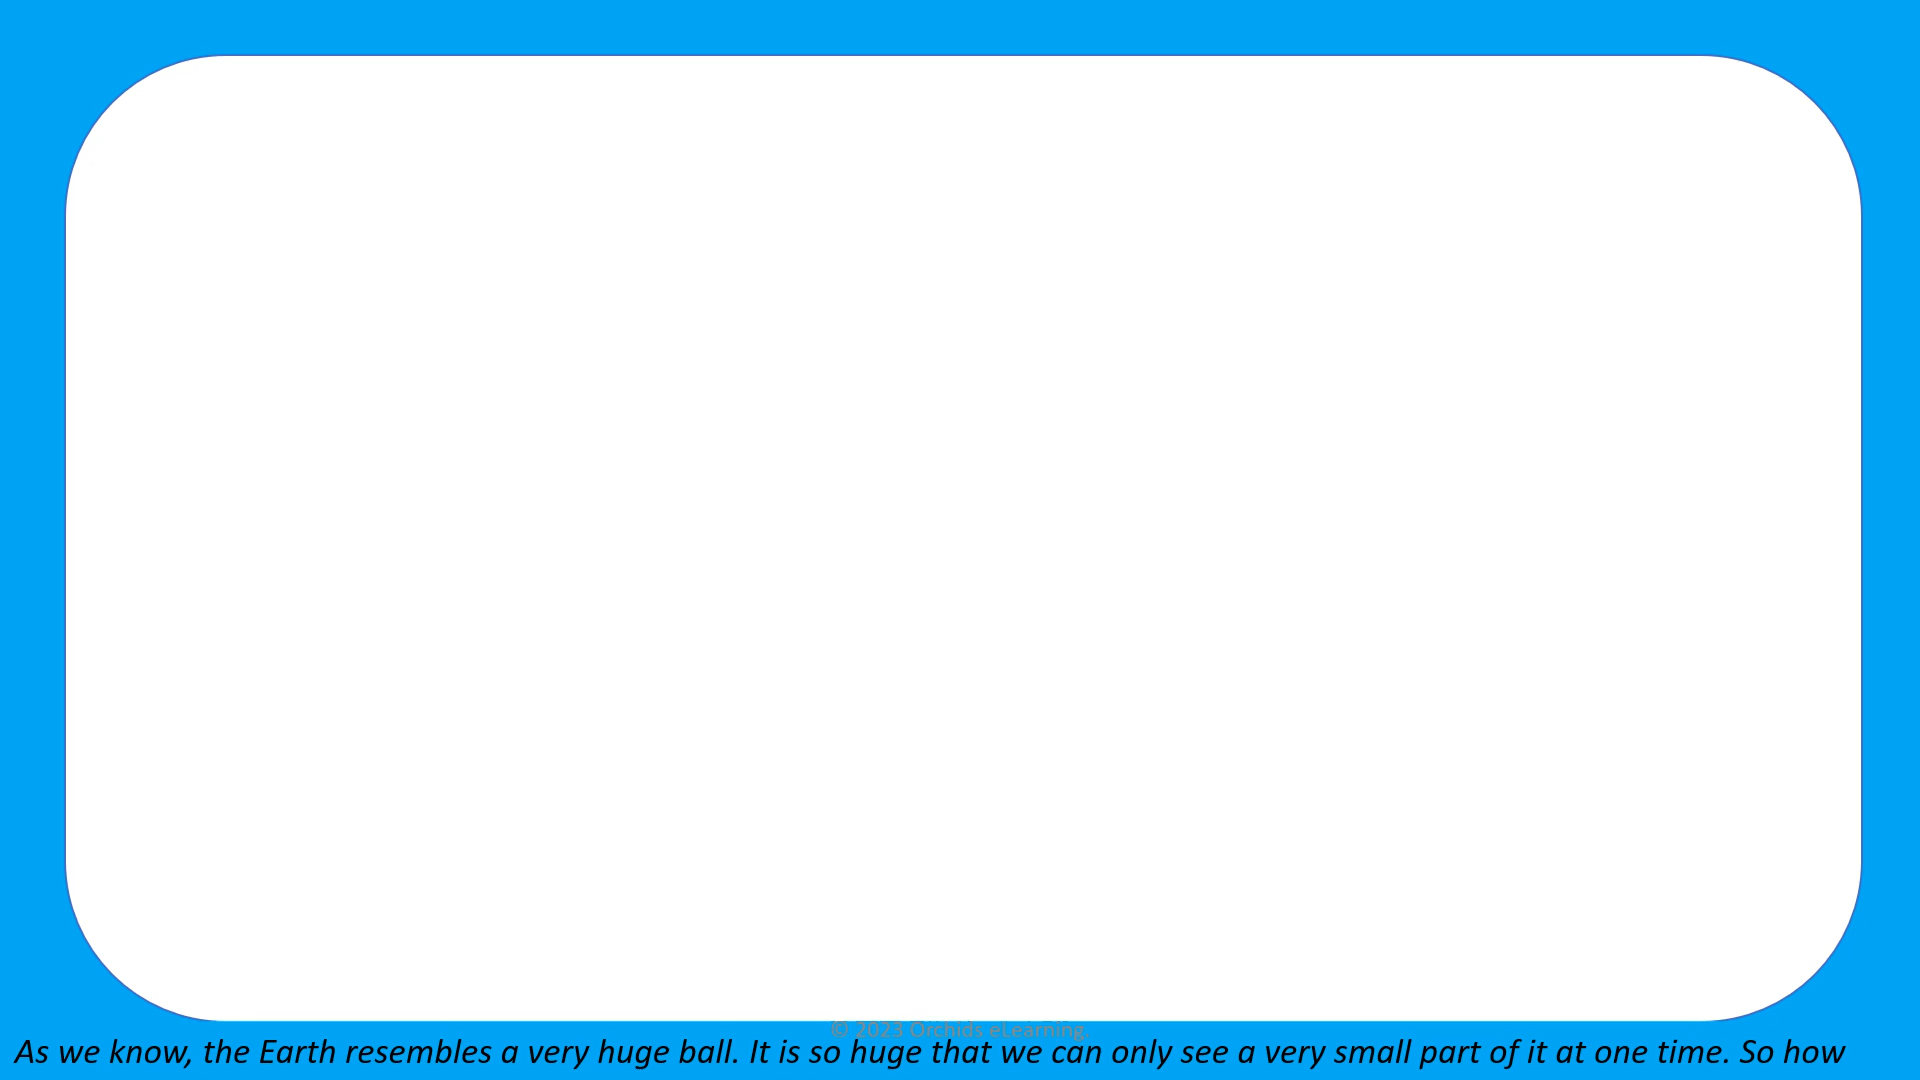 © 2023 Orchids eLearning.
As we know, the Earth resembles a very huge ball. It is so huge that we can only see a very small part of it at one time. So how